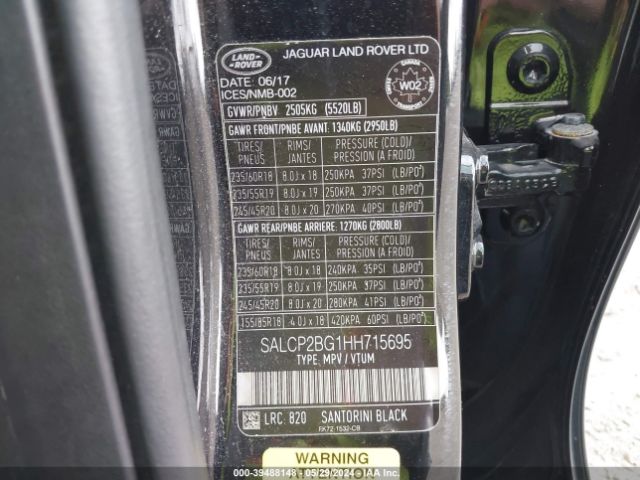 LAND ROVER
JAGUAR LAND ROVER LTD
DATE: 06/17
ICES/NMB-002
CANADA
W02
GVWR/PNBV 2505KG (5520LB)
GAWR FRONT/PNBE AVANT. 1340KG (2950LB)
TIRES/ PNEUS RIMS/ JANTES PRESSURE (COLD)/ PRESSION (A FROID)
235/60R18 8.0J x 18 250KPA 37PSI (LB/PO²)
235/55R19 8.0J x 19 250KPA 37PSI (LB/PO²)
245/45R20 8.0J x 20 270KPA 40PSI (LB/PO²)
GAWR REAR/PNBE ARRIERE. 1270KG (2800LB)
TIRES/ PNEUS RIMS/ JANTES PRESSURE (COLD)/ PRESSION (A FROID)
235/60R18 8.0J x 18 240KPA 35PSI (LB/PO²)
235/55R19 8.0J x 19 250KPA 37PSI (LB/PO²)
245/45R20 8.0J x 20 280KPA 41PSI (LB/PO²)
155/85R18 4.0J x 18 420KPA 60PSI (LB/PO²)
SALCP2BG1HH715695
TYPE: MPV / VTUM
LRC: 820 SANTORINI BLACK
FK72-1532-CB
WARNING
000-39488148 - 05/29/2024 - IAA Inc.